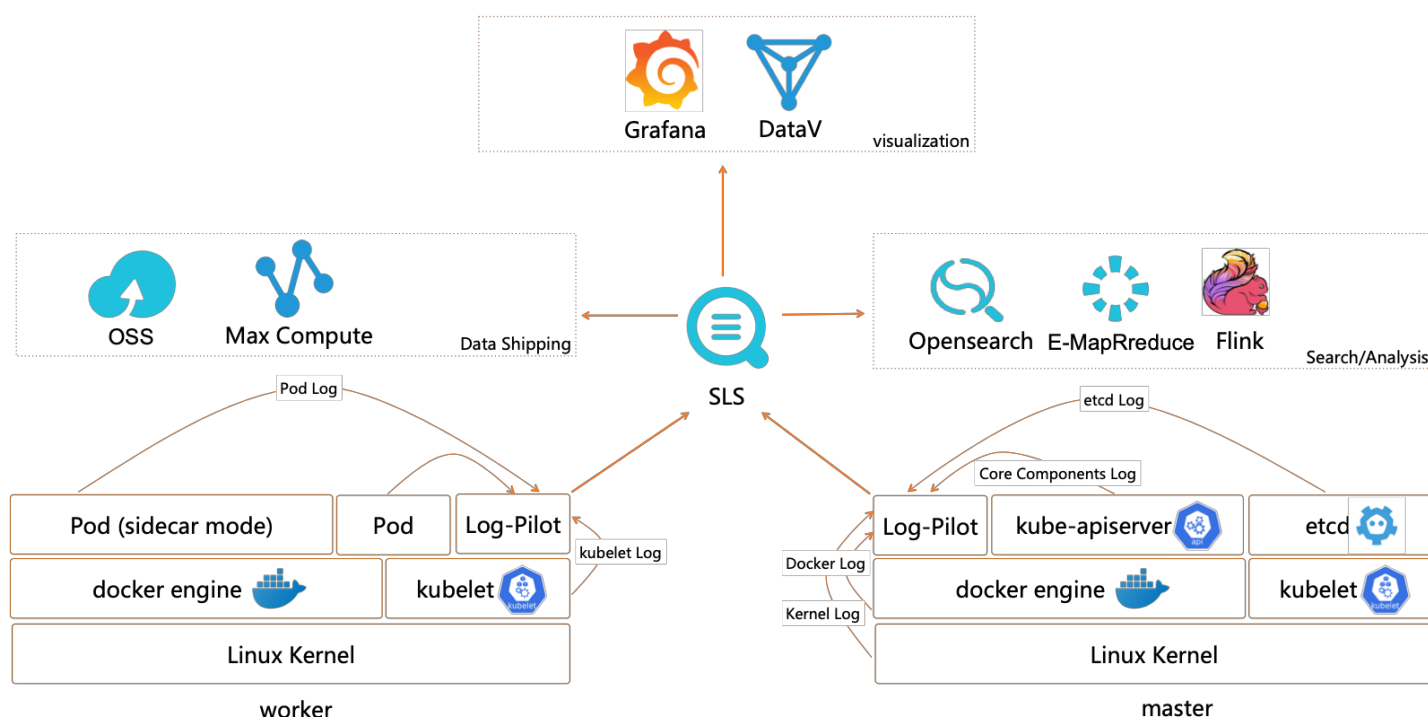 Grafana
DataV
visualization
OSS
Max Compute
Data Shipping
SLS
Opensearch
E-MapRreduce
Flink
Search/Analysis
Pod Log
etcd Log
Core Components Log
Pod (sidecar mode)
Pod
Log-Pilot
kubelet Log
docker engine
kubelet
kubelet
Linux Kernel
worker
Log-Pilot
kube-apiserver
api
etcd
Docker Log
docker engine
kubelet
kubelet
Kernel Log
Linux Kernel
master